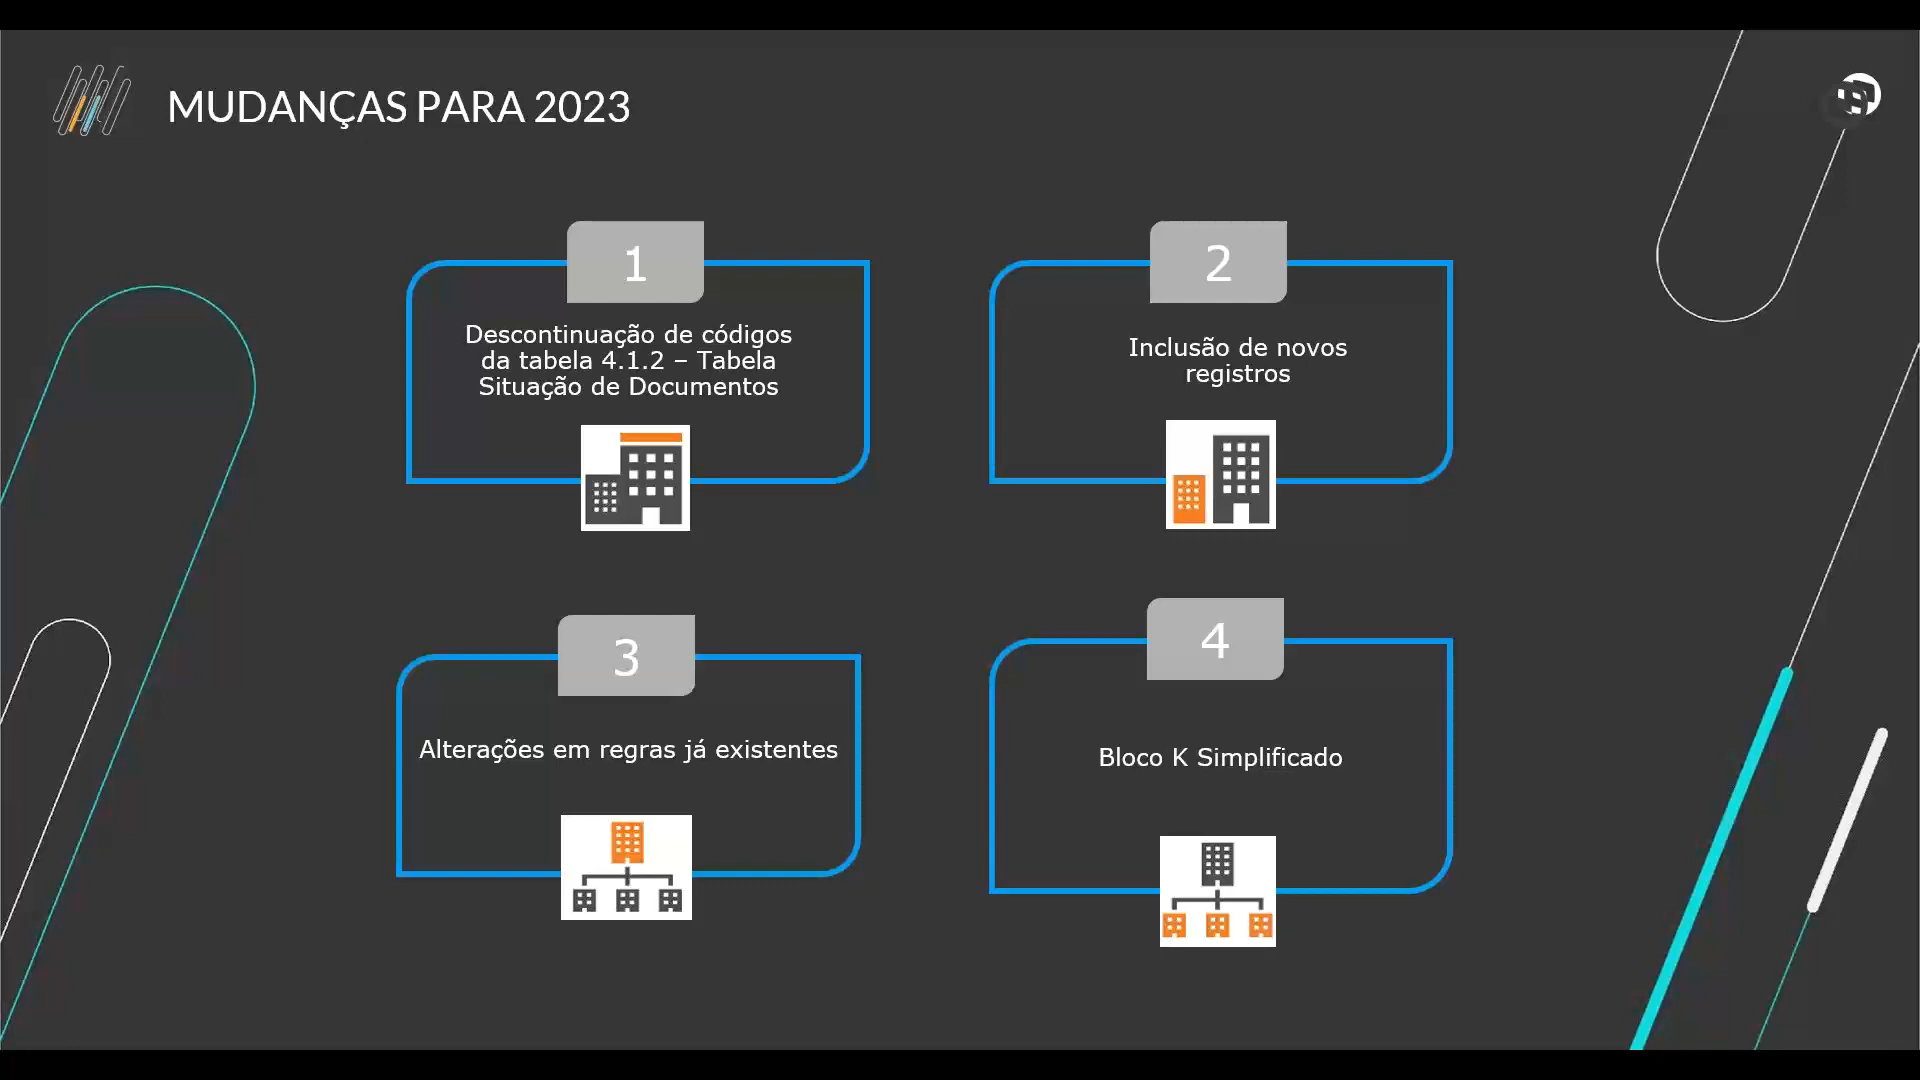 MUDANÇAS PARA 2023
1
Descontinuação de códigos
da tabela 4.1.2 – Tabela
Situação de Documentos
2
Inclusão de novos
registros
3
Alterações em regras já existentes
4
Bloco K Simplificado